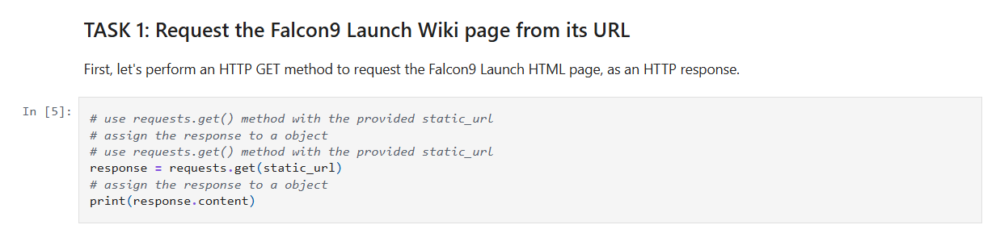 TASK 1: Request the Falcon9 Launch Wiki page from its URL
First, let's perform an HTTP GET method to request the Falcon9 Launch HTML page, as an HTTP response.
In [5]:
# use requests.get() method with the provided static_url
# assign the response to a object
# use requests.get() method with the provided static_url
response = requests.get(static_url)
# assign the response to a object
print(response.content)